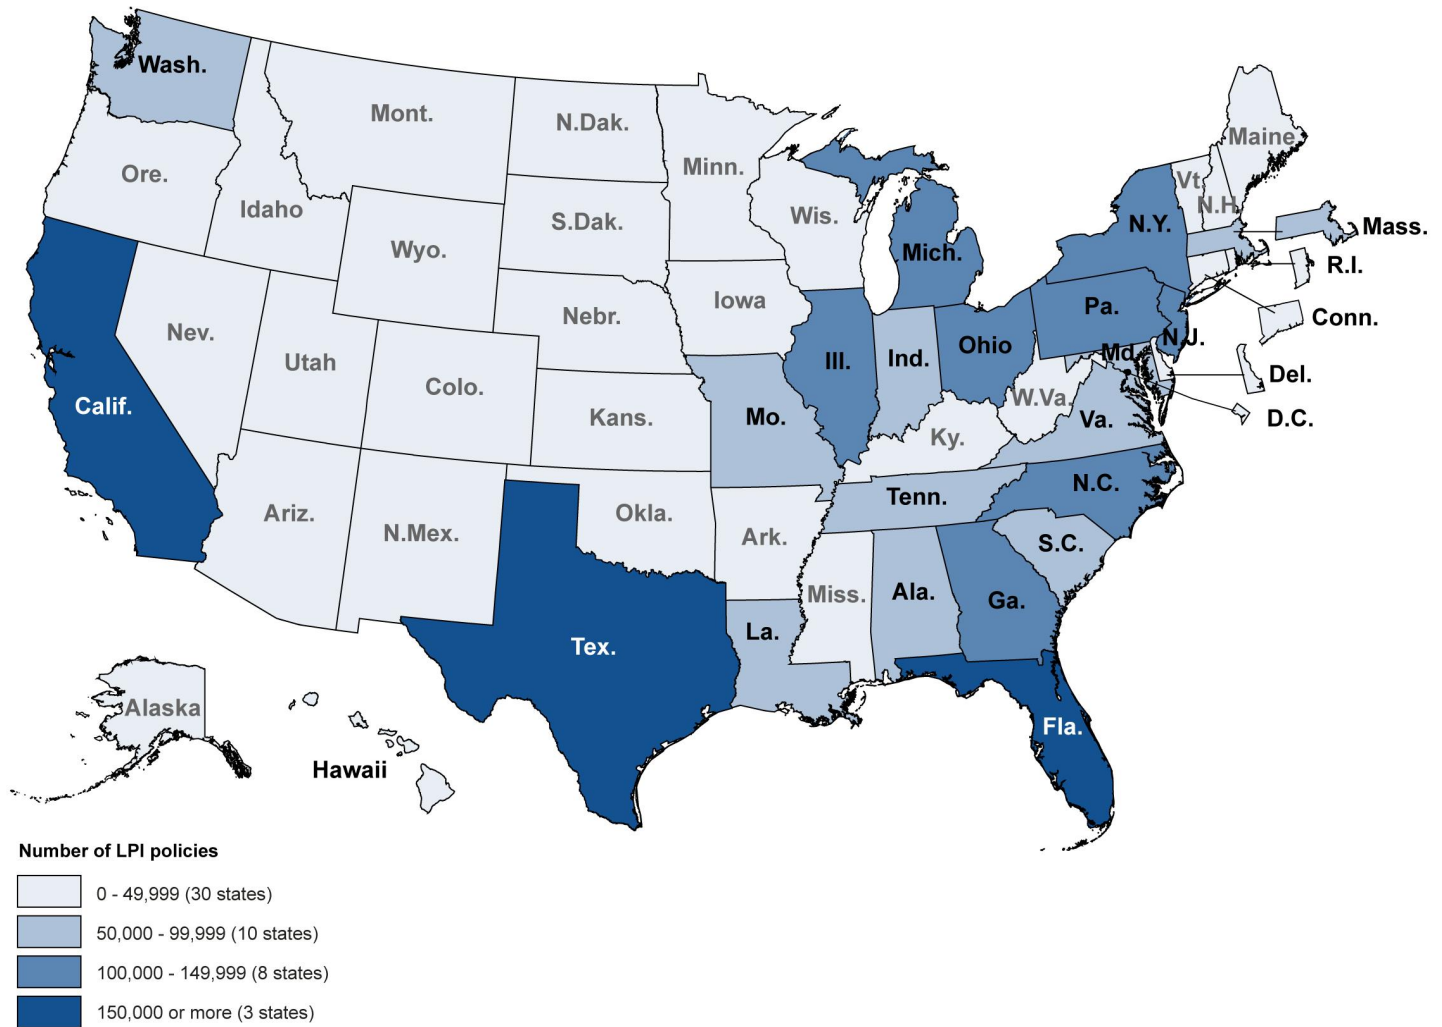 Wash.
Mont.
N.Dak.
Minn.
Maine
Ore.
Idaho
S.Dak.
Wis.
Vt.
N.H.
Wyo.
Mich.
N.Y.
Mass.
R.I.
Iowa
Nebr.
Pa.
Conn.
Nev.
Utah
Colo.
Ill.
Ind.
Ohio
N.J.
Md.
Del.
Calif.
Kans.
Mo.
W.Va.
Va.
D.C.
Ky.
N.C.
Tenn.
Ariz.
N.Mex.
Okla.
Ark.
S.C.
Miss.
Ala.
Ga.
La.
Tex.
Fla.
Alaska
Hawaii
Number of LPI policies
0 - 49,999 (30 states)
50,000 - 99,999 (10 states)
100,000 - 149,999 (8 states)
150,000 or more (3 states)